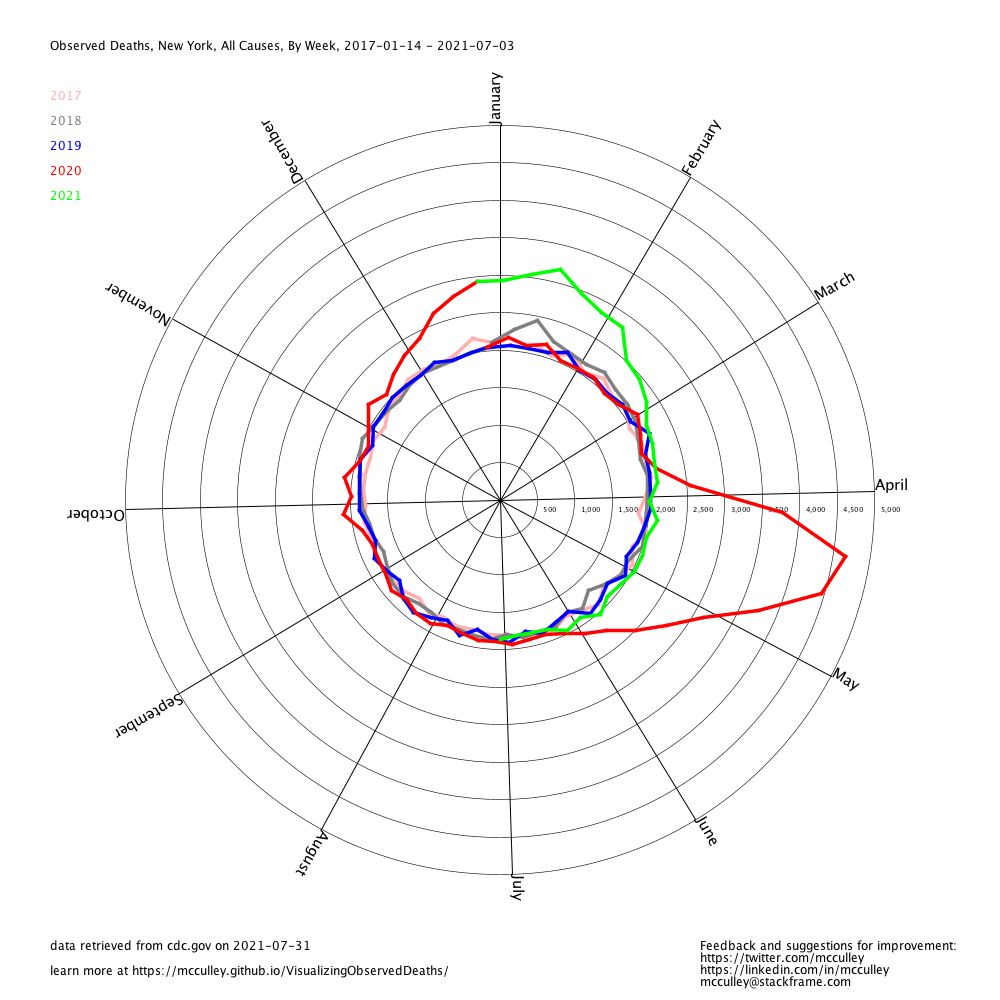 Observed Deaths, New York, All Causes, By Week, 2017-01-14 - 2021-07-03
2017
2018
2019
2020
2021
January
February
March
April
May
June
July
August
September
October
November
December
500
1,000
1,500
2,000
2,500
3,000
3,500
4,000
4,500
5,000
data retrieved from cdc.gov on 2021-07-31
learn more at https://mcculley.github.io/VisualizingObservedDeaths/
Feedback and suggestions for improvement:
https://twitter.com/mcculley
https://linkedin.com/in/mcculley
mcculley@stackframe.com